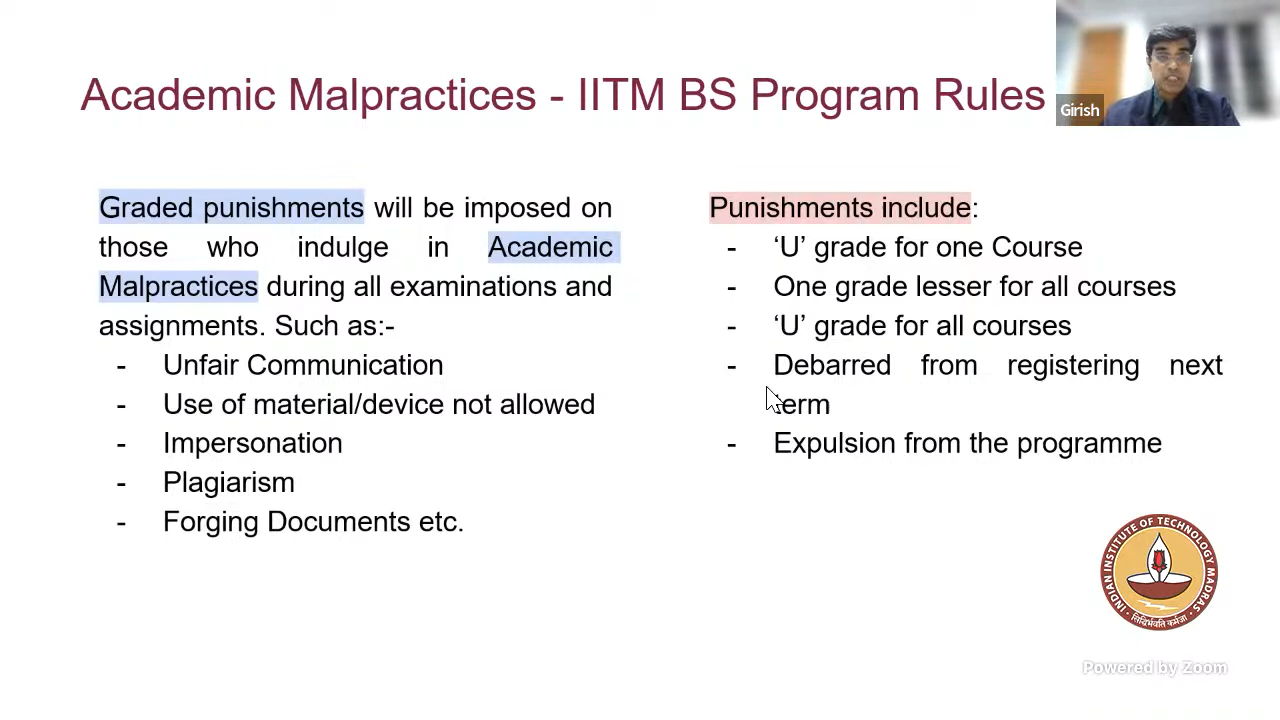 Academic Malpractices - IITM BS Program Rules
Girish
Graded punishments will be imposed on
those who indulge in Academic
Malpractices during all examinations and
assignments. Such as:-
- Unfair Communication
- Use of material/device not allowed
- Impersonation
- Plagiarism
- Forging Documents etc.
Punishments include:
- ‘U’ grade for one Course
- One grade lesser for all courses
- ‘U’ grade for all courses
- Debarred from registering next
term
- Expulsion from the programme
INDIAN INSTITUTE OF TECHNOLOGY MADRAS
सिद्धिर्भवति कर्मजा
Powered by Zoom